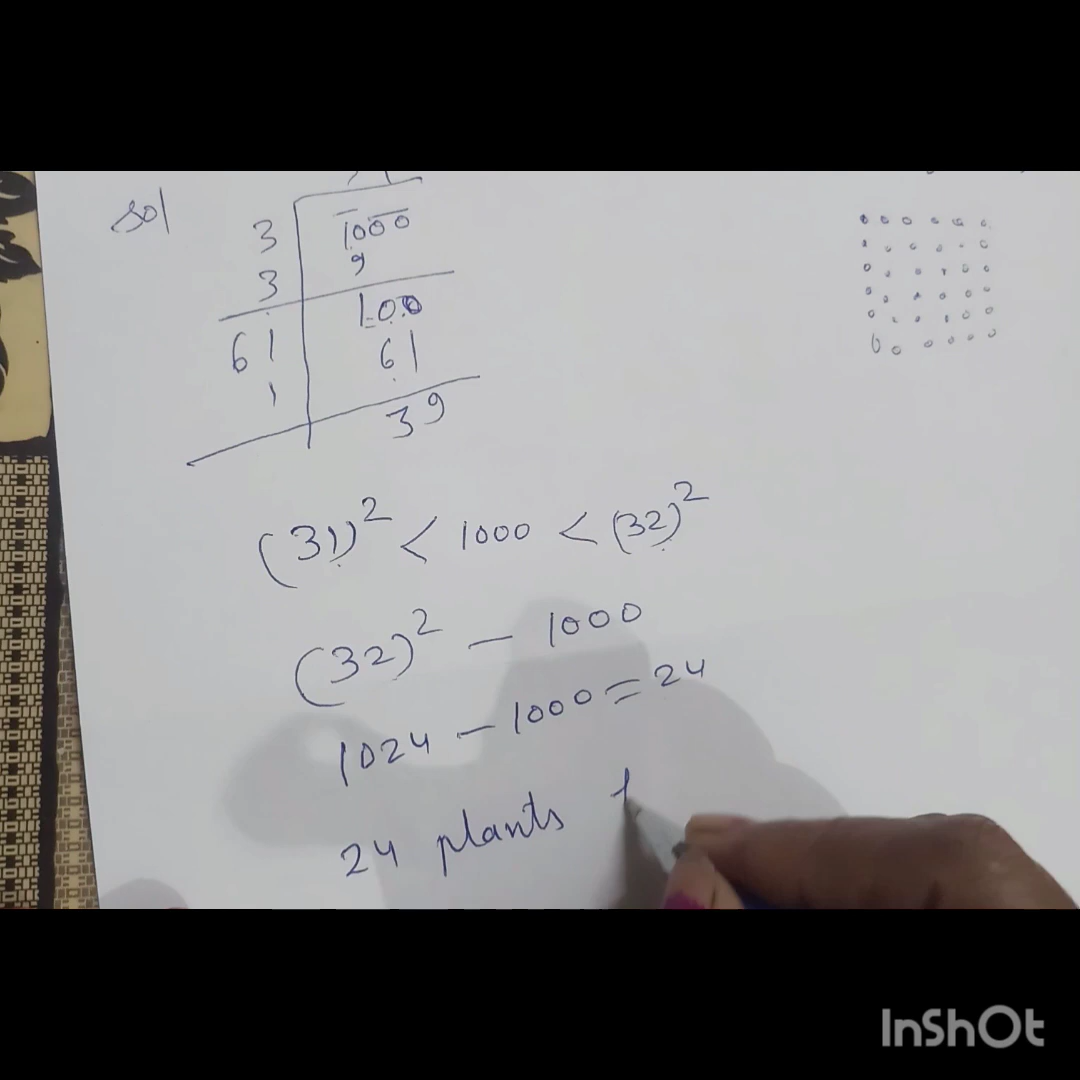 sol
3 1000
3 9
61 100
1 61
39
(31)² < 1000 < (32)²
(32)² — 1000
1024 — 1000 = 24
24 plants
InShOt